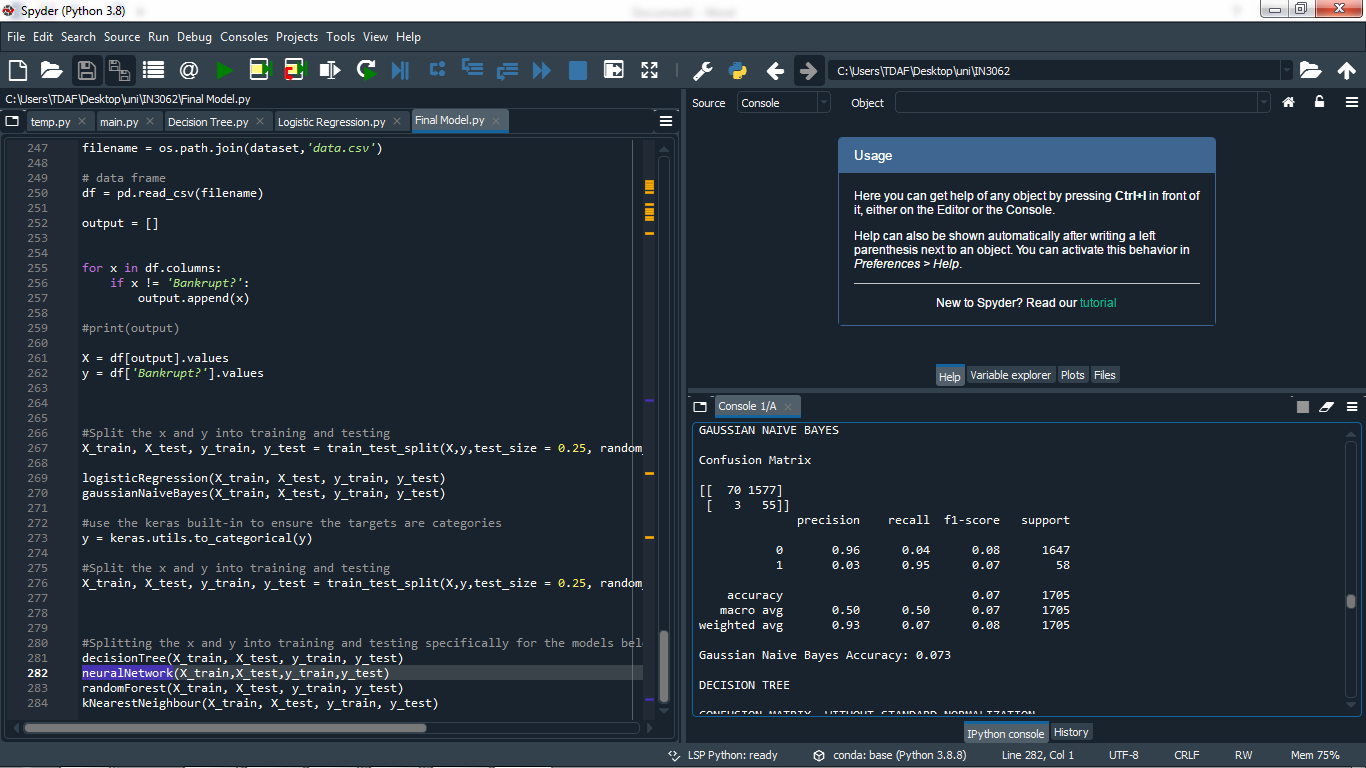 Spyder (Python 3.8)
File Edit Search Source Run Debug Consoles Projects Tools View Help
C:\Users\TDAF\Desktop\uni\IN3062
C:\Users\TDAF\Desktop\uni\IN3062\Final Model.py
temp.py main.py Decision Tree.py Logistic Regression.py Final Model.py
247 filename = os.path.join(dataset,'data.csv')
248
249 # data frame
250 df = pd.read_csv(filename)
251
252 output = []
253
254
255 for x in df.columns:
256     if x != 'Bankrupt?':
257         output.append(x)
258
259 #print(output)
260
261 X = df[output].values
262 y = df['Bankrupt?'].values
263
264
265
266 #Split the x and y into training and testing
267 X_train, X_test, y_train, y_test = train_test_split(X,y,test_size = 0.25, random_
268
269 logisticRegression(X_train, X_test, y_train, y_test)
270 gaussianNaiveBayes(X_train, X_test, y_train, y_test)
271
272 #use the keras built-in to ensure the targets are categories
273 y = keras.utils.to_categorical(y)
274
275 #Split the x and y into training and testing
276 X_train, X_test, y_train, y_test = train_test_split(X,y,test_size = 0.25, random_
277
278
279
280 #Splitting the x and y into training and testing specifically for the models bel
281 decisionTree(X_train, X_test, y_train, y_test)
282 neuralNetwork(X_train,X_test,y_train,y_test)
283 randomForest(X_train, X_test, y_train, y_test)
284 kNearestNeighbour(X_train, X_test, y_train, y_test)
Source Console Object
Usage
Here you can get help of any object by pressing Ctrl+I in front of
it, either on the Editor or the Console.
Help can also be shown automatically after writing a left
parenthesis next to an object. You can activate this behavior in
Preferences > Help.
New to Spyder? Read our tutorial
Help Variable explorer Plots Files
Console 1/A
GAUSSIAN NAIVE BAYES
Confusion Matrix
[[  70 1577]
 [   3   55]]
precision recall f1-score support
0 0.96 0.04 0.08 1647
1 0.03 0.95 0.07 58
accuracy 0.07 1705
macro avg 0.50 0.50 0.07 1705
weighted avg 0.93 0.07 0.08 1705
Gaussian Naive Bayes Accuracy: 0.073
DECISION TREE
CONFUSION MATRIX, WITHOUT STANDARD NORMALIZATION
IPython console History
LSP Python: ready conda: base (Python 3.8.8) Line 282, Col 1 UTF-8 CRLF RW Mem 75%